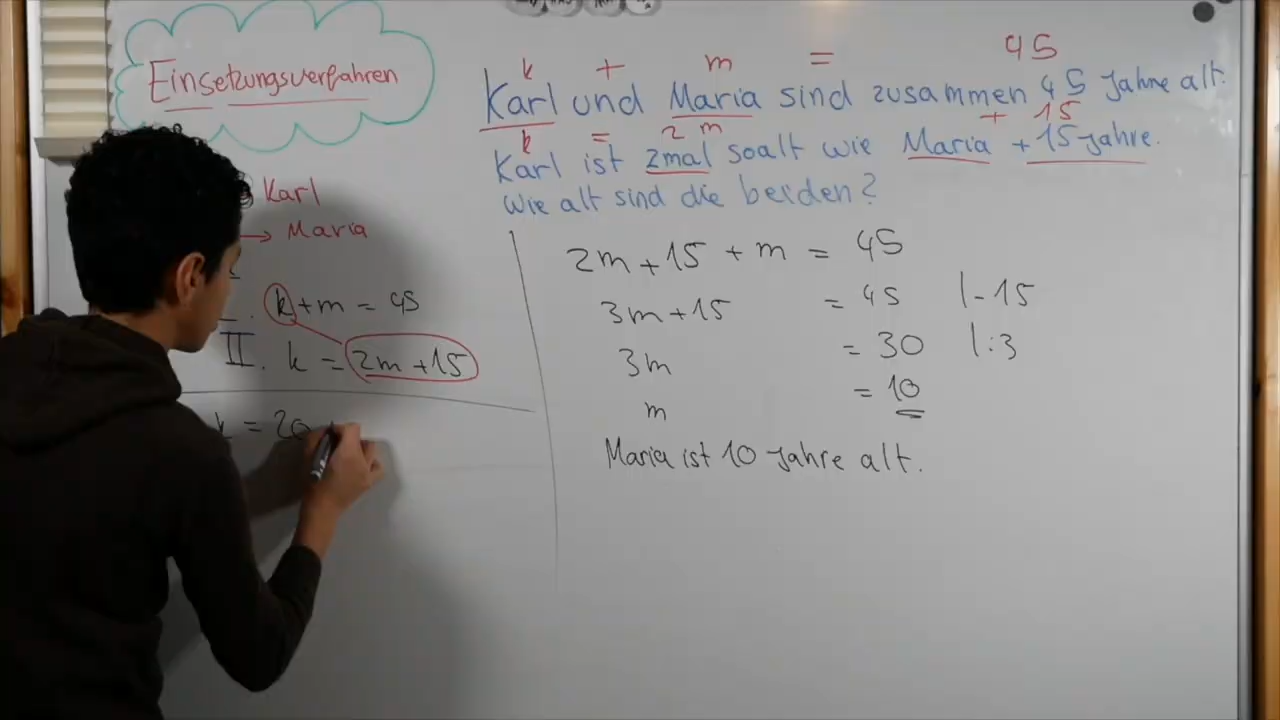 Einsetzungsverfahren
k + m = 45
Karl und Maria sind zusammen 45 Jahre alt.
k = 2 m + 15
Karl ist 2mal soalt wie Maria + 15 Jahre.
Wie alt sind die beiden?
Karl
→ Maria
k + m = 45
II. k = 2m + 15
k = 20
2m + 15 + m = 45
3m + 15 = 45 | - 15
3m = 30 | : 3
m = 10
Maria ist 10 Jahre alt.